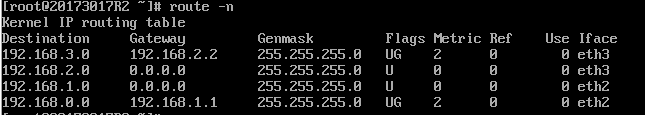 [root@20173017R2 ~]# route -n
Kernel IP routing table
Destination     Gateway         Genmask         Flags Metric Ref    Use Iface
192.168.3.0     192.168.2.2     255.255.255.0   UG    2      0        0 eth3
192.168.2.0     0.0.0.0         255.255.255.0   U     0      0        0 eth3
192.168.1.0     0.0.0.0         255.255.255.0   U     0      0        0 eth2
192.168.0.0     192.168.1.1     255.255.255.0   UG    2      0        0 eth2